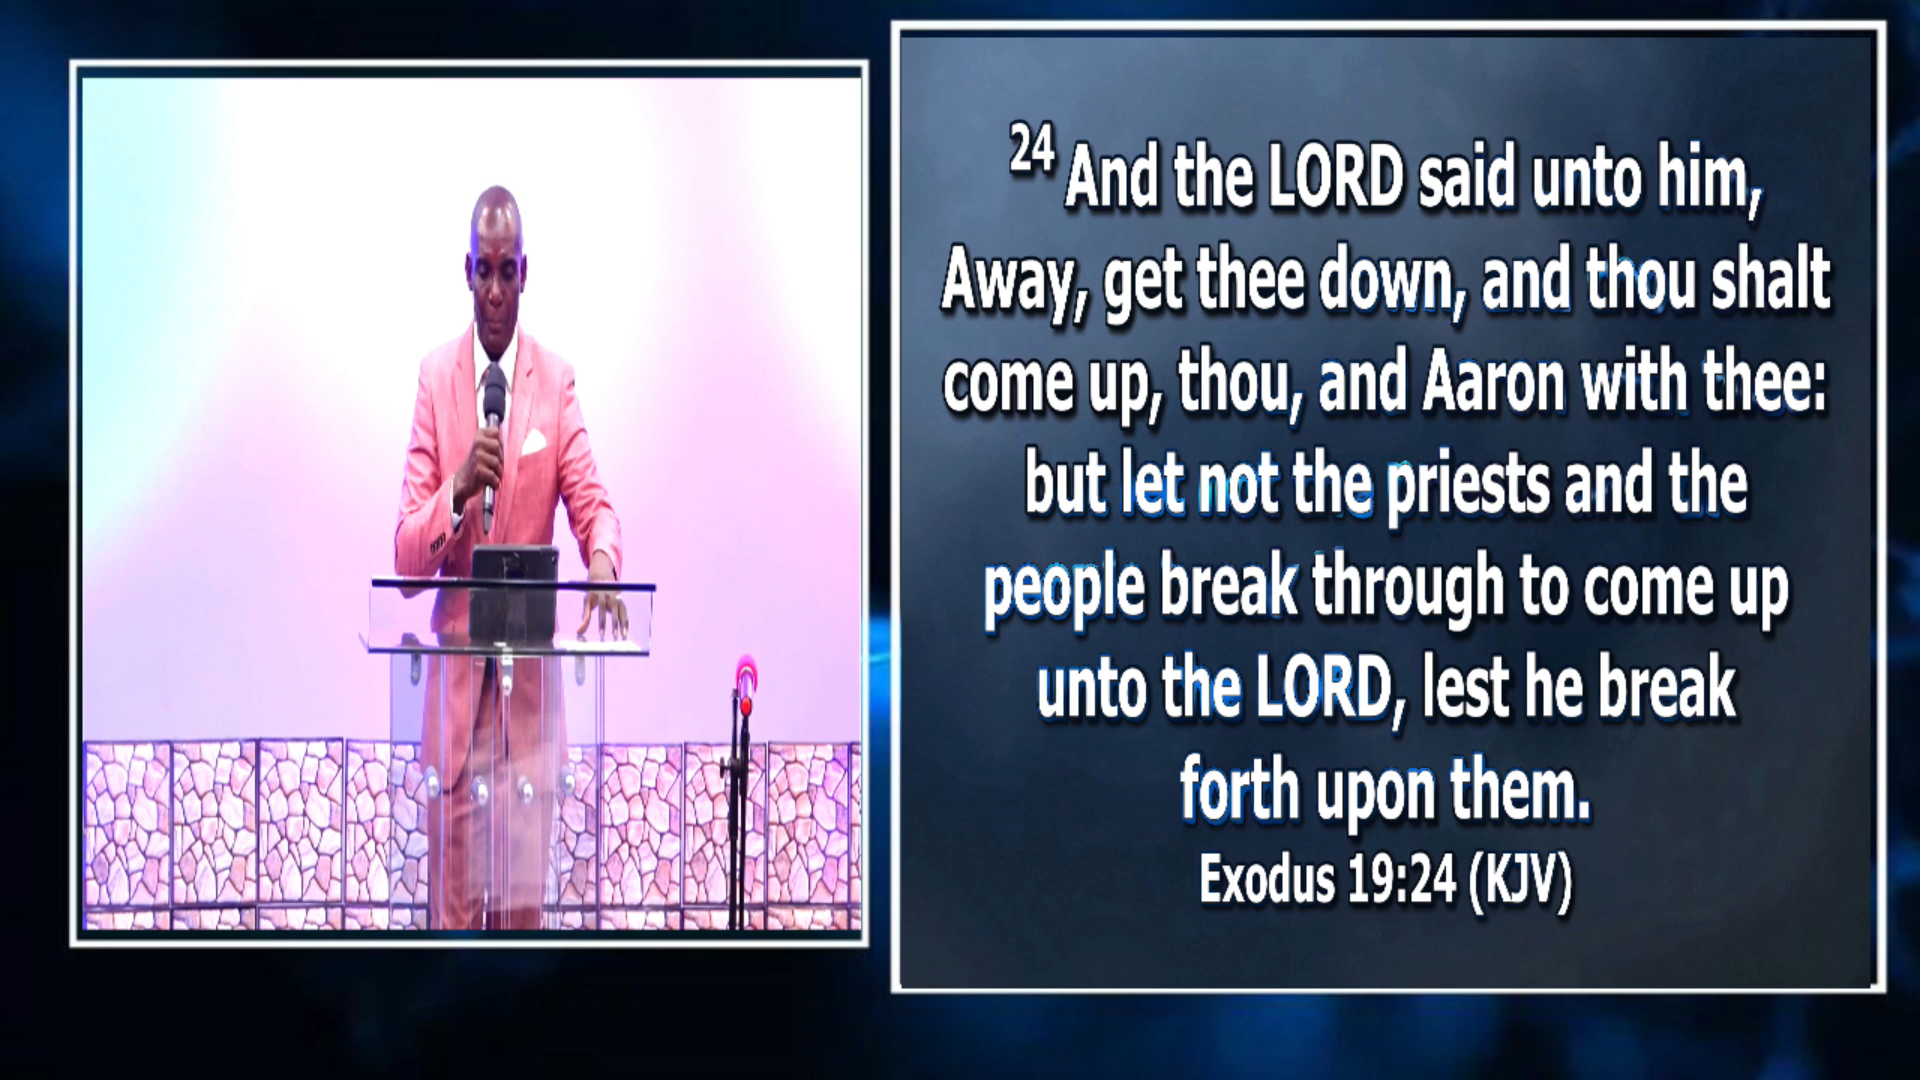 24 And the LORD said unto him,
Away, get thee down, and thou shalt
come up, thou, and Aaron with thee:
but let not the priests and the
people break through to come up
unto the LORD, lest he break
forth upon them.
Exodus 19:24 (KJV)